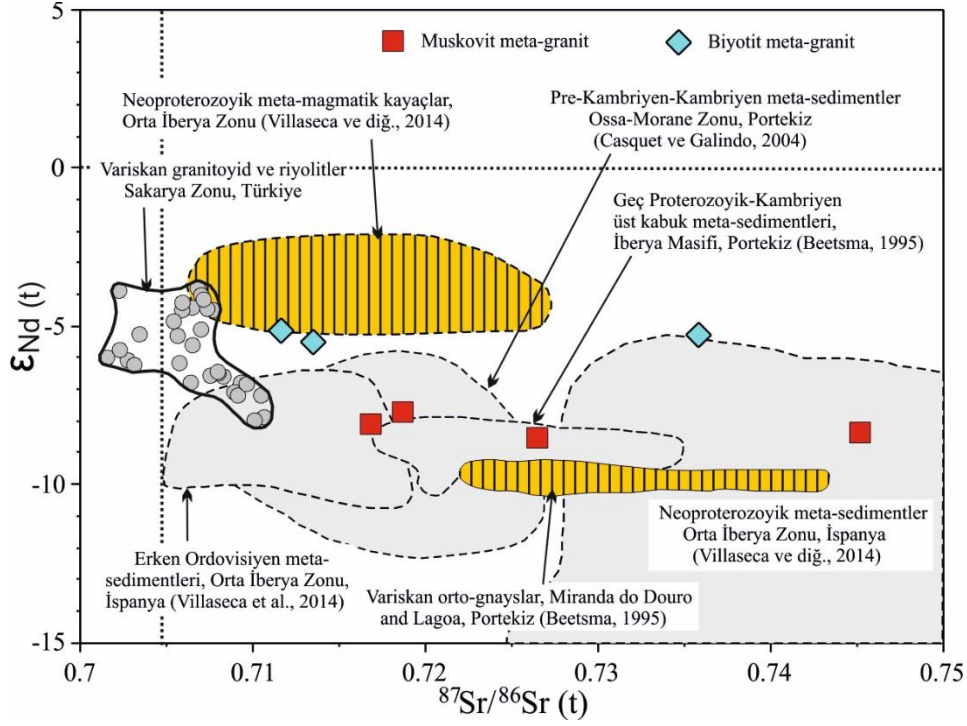 Muskovit meta-granit
Biyotit meta-granit
Neoproterozoyik meta-magmatik kayaçlar,
Orta İberya Zonu (Villaseca ve diğ., 2014)
Pre-Kambriyen-Kambriyen meta-sedimentler
Ossa-Morane Zonu, Portekiz
(Casquet ve Galindo, 2004)
Variskan granitoyid ve riyolitler
Sakarya Zonu, Türkiye
Geç Proterozoyik-Kambriyen
üst kabuk meta-sedimentleri,
İberya Masifi, Portekiz (Beetsma, 1995)
Neoproterozoyik meta-sedimentler
Orta İberya Zonu, İspanya
(Villaseca ve diğ., 2014)
Erken Ordovisiyen meta-
sedimentleri, Orta İberya Zonu,
İspanya (Villaseca et al., 2014)
Variskan orto-gnayslar, Miranda do Douro
and Lagoa, Portekiz (Beetsma, 1995)
εNd (t)
5
0
-5
-10
-15
0.7
0.71
0.72
0.73
0.74
0.75
⁸⁷Sr/⁸⁶Sr (t)